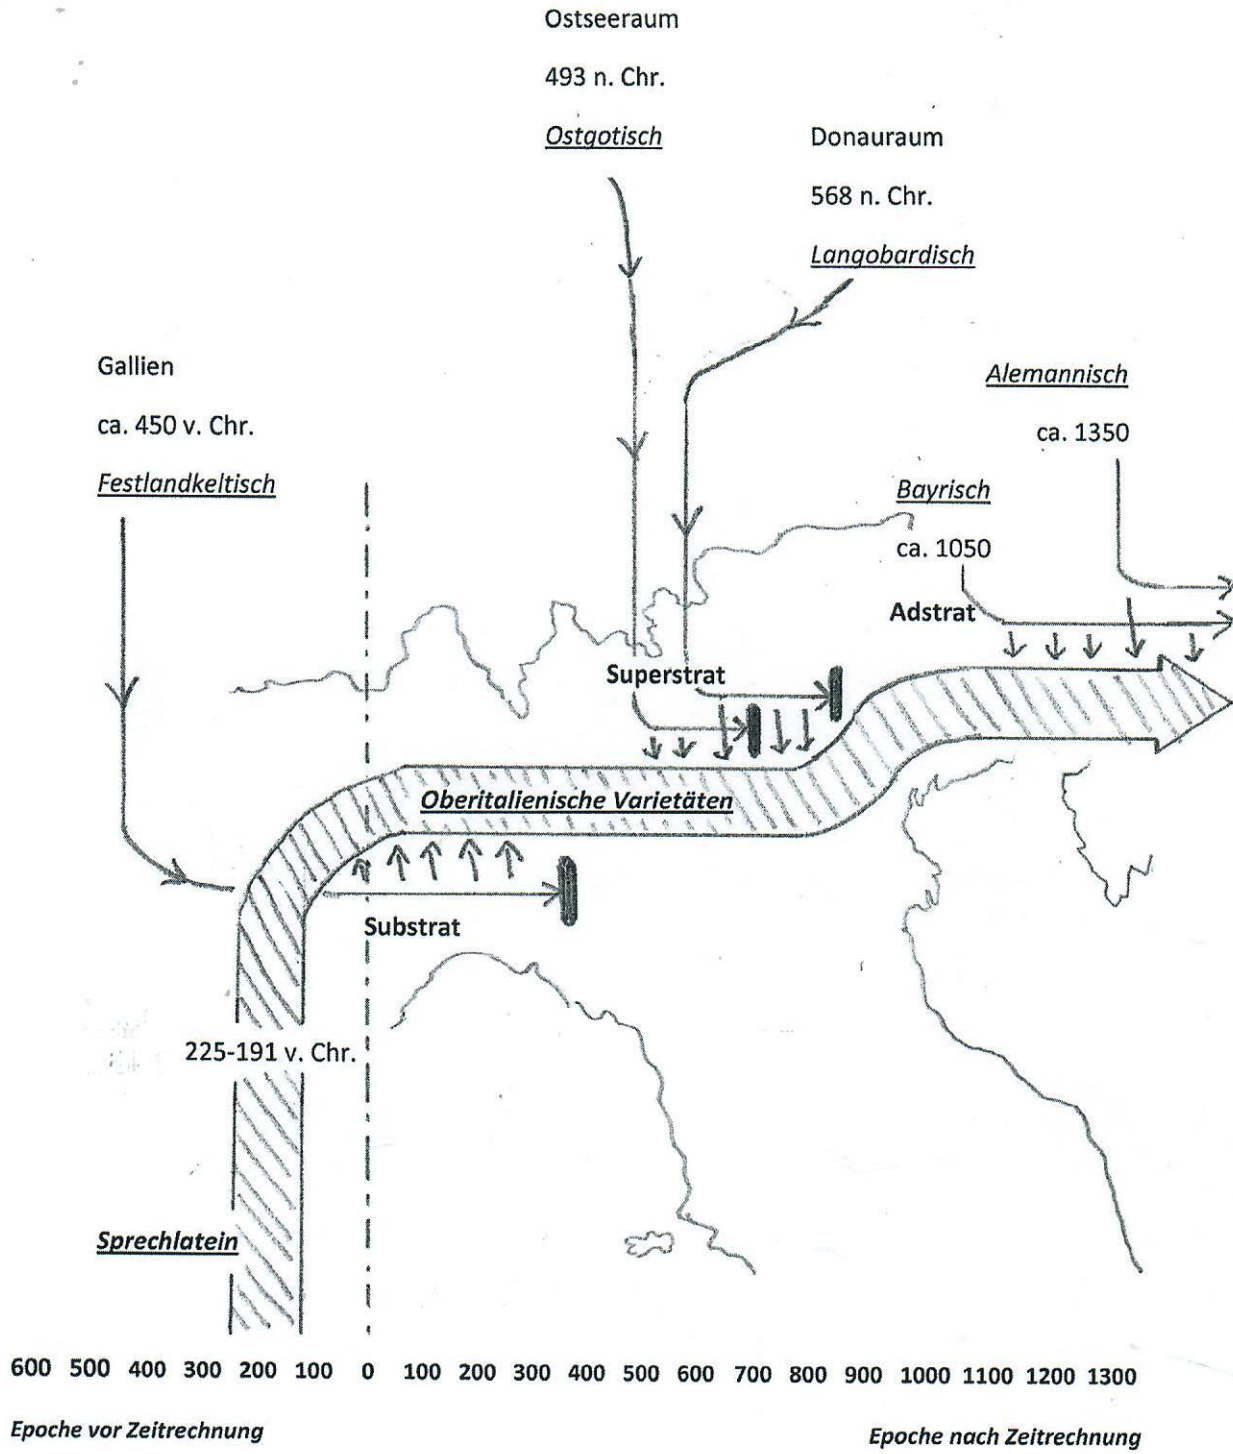 Ostseeraum
493 n. Chr.
Ostgotisch
Donauraum
568 n. Chr.
Langobardisch
Gallien
ca. 450 v. Chr.
Festlandkeltisch
Alemannisch
ca. 1350
Bayrisch
ca. 1050
Adstrat
Superstrat
Oberitalienische Varietäten
Substrat
225-191 v. Chr.
Sprechlatein
600 500 400 300 200 100 0 100 200 300 400 500 600 700 800 900 1000 1100 1200 1300
Epoche vor Zeitrechnung
Epoche nach Zeitrechnung